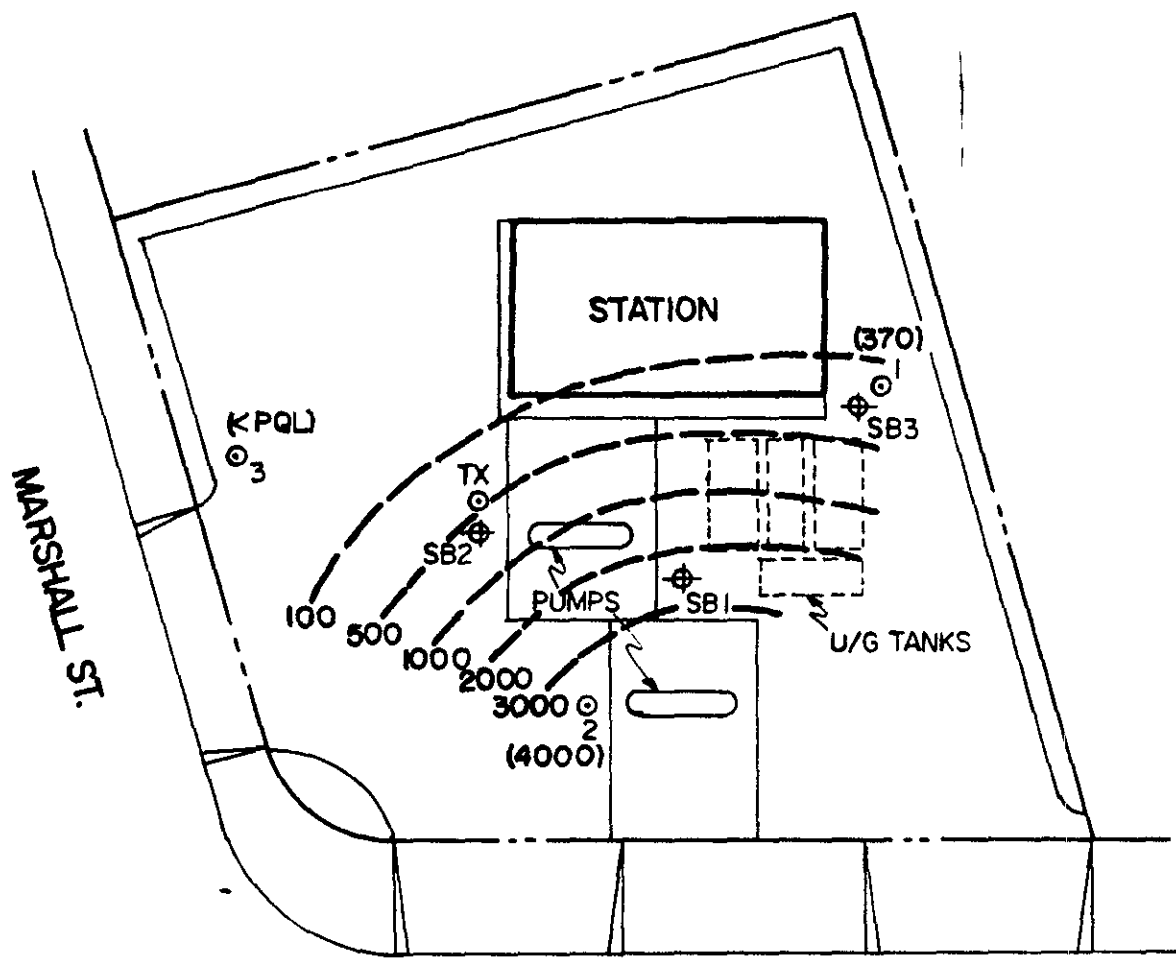 STATION
(370)
1
SB3
(<PQL)
3
TX
SB2
MARSHALL ST.
PUMPS
SB1
U/G TANKS
100
500
1000
2000
3000
2
(4000)